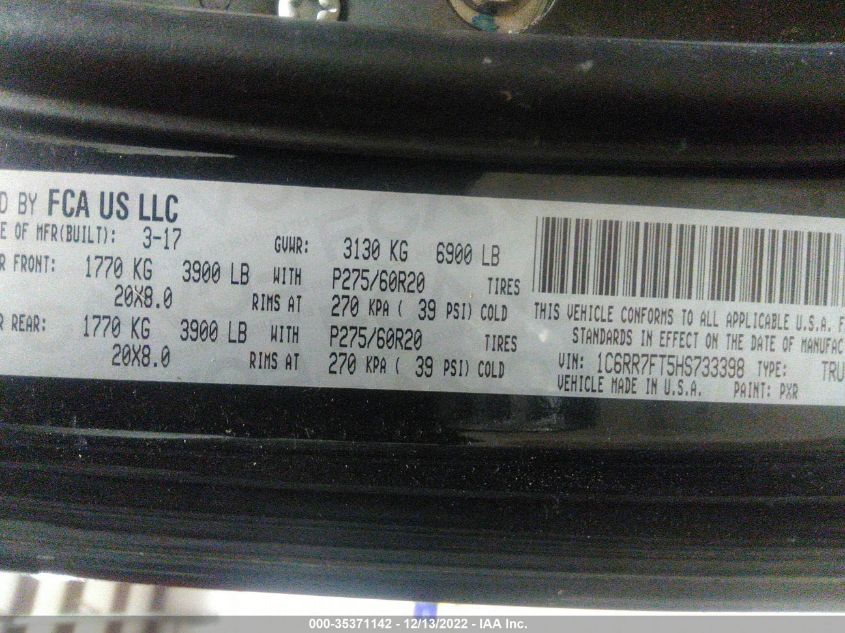 D BY FCA US LLC
E OF MFR(BUILT): 3-17 GVWR: 3130 KG 6900 LB
R FRONT: 1770 KG 3900 LB WITH P275/60R20 TIRES
20X8.0 RIMS AT 270 KPA ( 39 PSI) COLD
R REAR: 1770 KG 3900 LB WITH P275/60R20 TIRES
20X8.0 RIMS AT 270 KPA ( 39 PSI) COLD
THIS VEHICLE CONFORMS TO ALL APPLICABLE U.S.A. F
STANDARDS IN EFFECT ON THE DATE OF MANUFAC
VIN: 1C6RR7FT5HS733398 TYPE: TRU
VEHICLE MADE IN U.S.A. PAINT: PXR
000-35371142 - 12/13/2022 - IAA Inc.